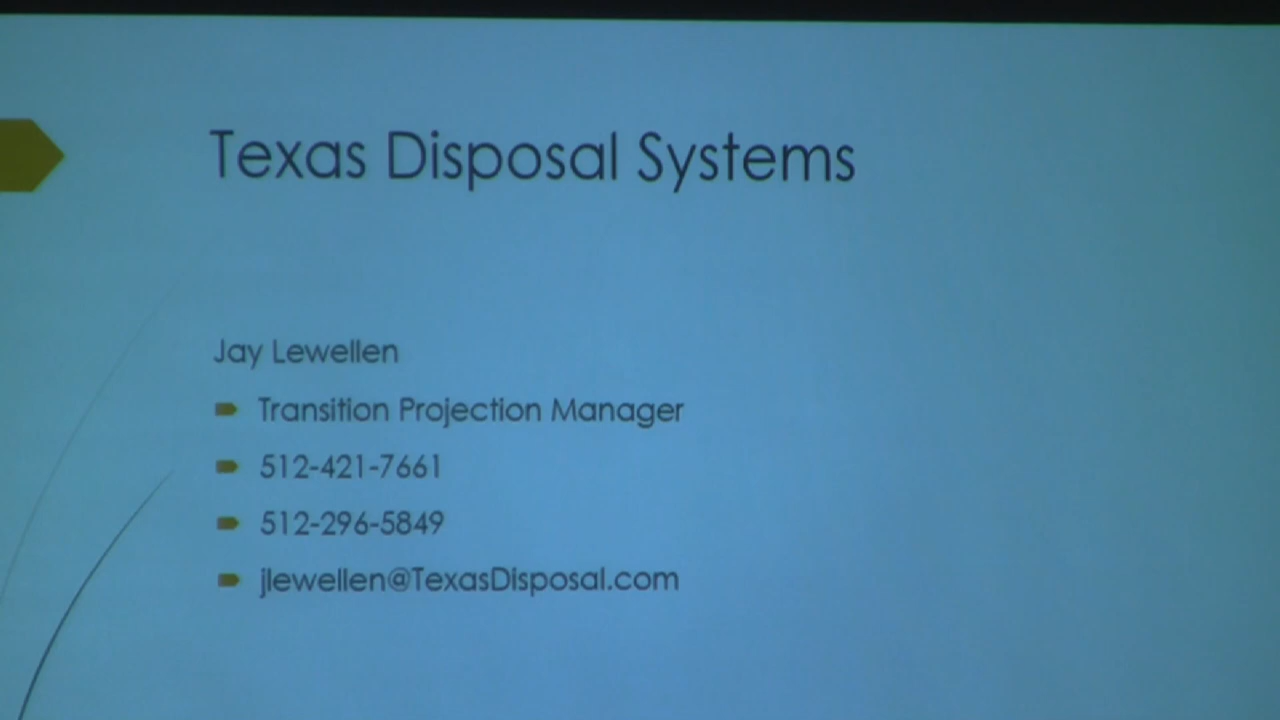 Texas Disposal Systems
Jay Lewellen
Transition Projection Manager
512-421-7661
512-296-5849
jlewellen@TexasDisposal.com